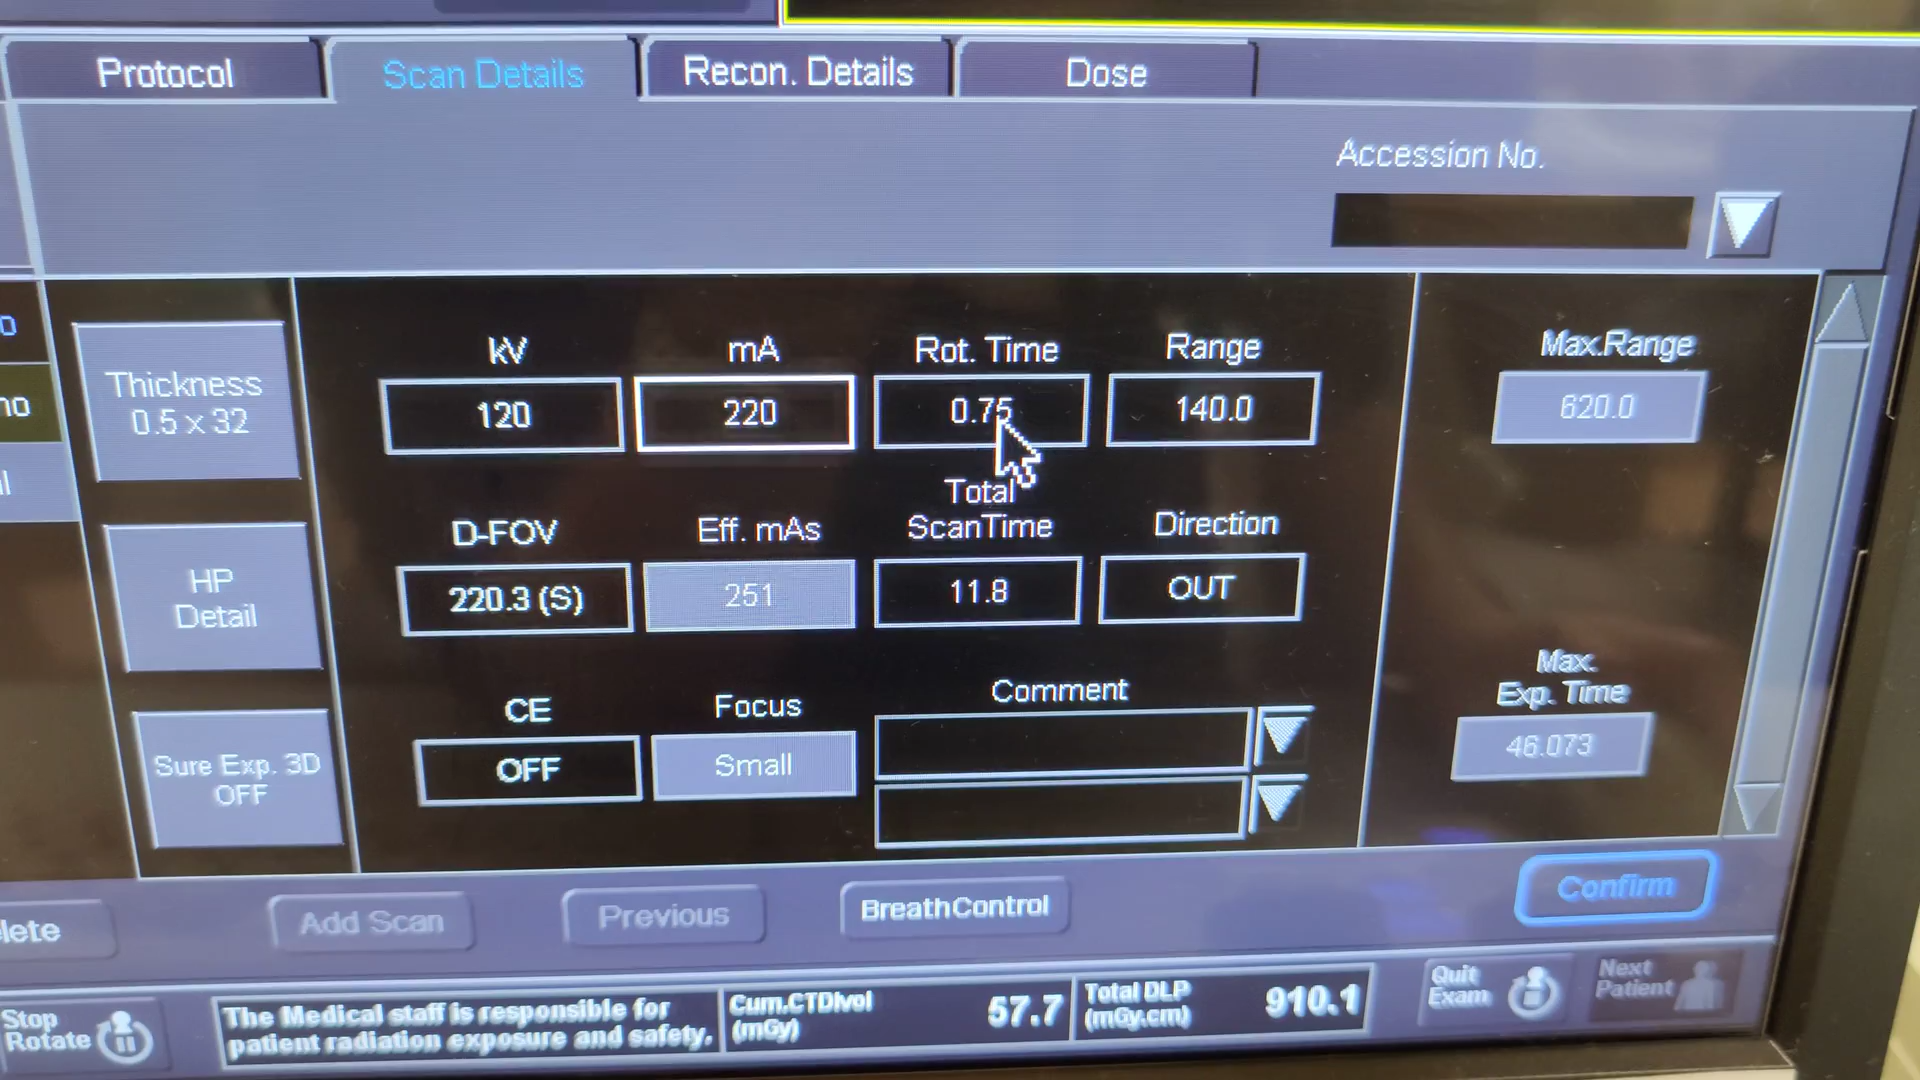 Protocol
Scan Details
Recon. Details
Dose
Accession No.
Thickness
0.5 x 32
HP
Detail
Sure Exp. 3D
OFF
kV
mA
Rot. Time
Range
Max.Range
120
220
0.75
140.0
620.0
D-FOV
Eff. mAs
Total
ScanTime
Direction
220.3 (S)
251
11.8
OUT
CE
Focus
Comment
Max.
Exp. Time
OFF
Small
46.073
Add Scan
Previous
BreathControl
Confirm
Stop
Rotate
The Medical staff is responsible for
patient radiation exposure and safety.
Cum.CTDIvol
(mGy)
57.7
Total DLP
(mGy.cm)
910.1
Quit
Exam
Next
Patient